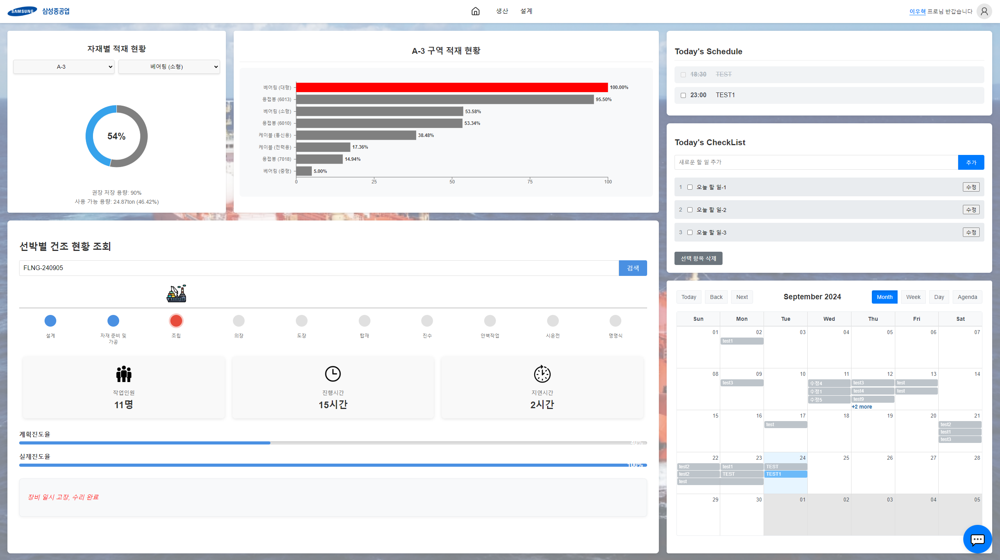 SAMSUNG 삼성중공업
생산
설계
이우혁 프로님 반갑습니다
자재별 적재 현황
A-3
베어링 (소형)
54%
권장 저장 용량: 90%
사용 가능 용량: 24.87ton (46.42%)
A-3 구역 적재 현황
베어링 (대형) 100.00%
용접봉 (6013) 95.50%
베어링 (소형) 53.58%
용접봉 (6010) 53.34%
케이블 (통신용) 38.48%
케이블 (전력용) 17.36%
용접봉 (7018) 14.94%
베어링 (중형) 5.00%
0 25 50 75 100
Today's Schedule
18:30 TEST
23:00 TEST1
Today's CheckList
새로운 할 일 추가
추가
1 오늘 할 일-1 수정
2 오늘 할 일-2 수정
3 오늘 할 일-3 수정
선택 항목 삭제
선박별 건조 현황 조회
FLNG-240905
검색
설계
자재 준비 및
가공
조립
의장
도장
탑재
진수
안벽작업
시운전
명명식
작업인원
11명
진행시간
15시간
지연시간
2시간
계획진도율
40%
실제진도율
100%
장비 일시 고장, 수리 완료
Today Back Next
September 2024
Month Week Day Agenda
Sun Mon Tue Wed Thu Fri Sat
01 02 03 04 05 06 07
test1
08 09 10 11 12 13 14
test3 수정4 test3 test
수정1 test4 test
수정5 test9
+2 more
15 16 17 18 19 20 21
test test2
test1
test3
22 23 24 25 26 27 28
test2 test1 TEST
test2 TEST TEST1
test
29 30 01 02 03 04 05